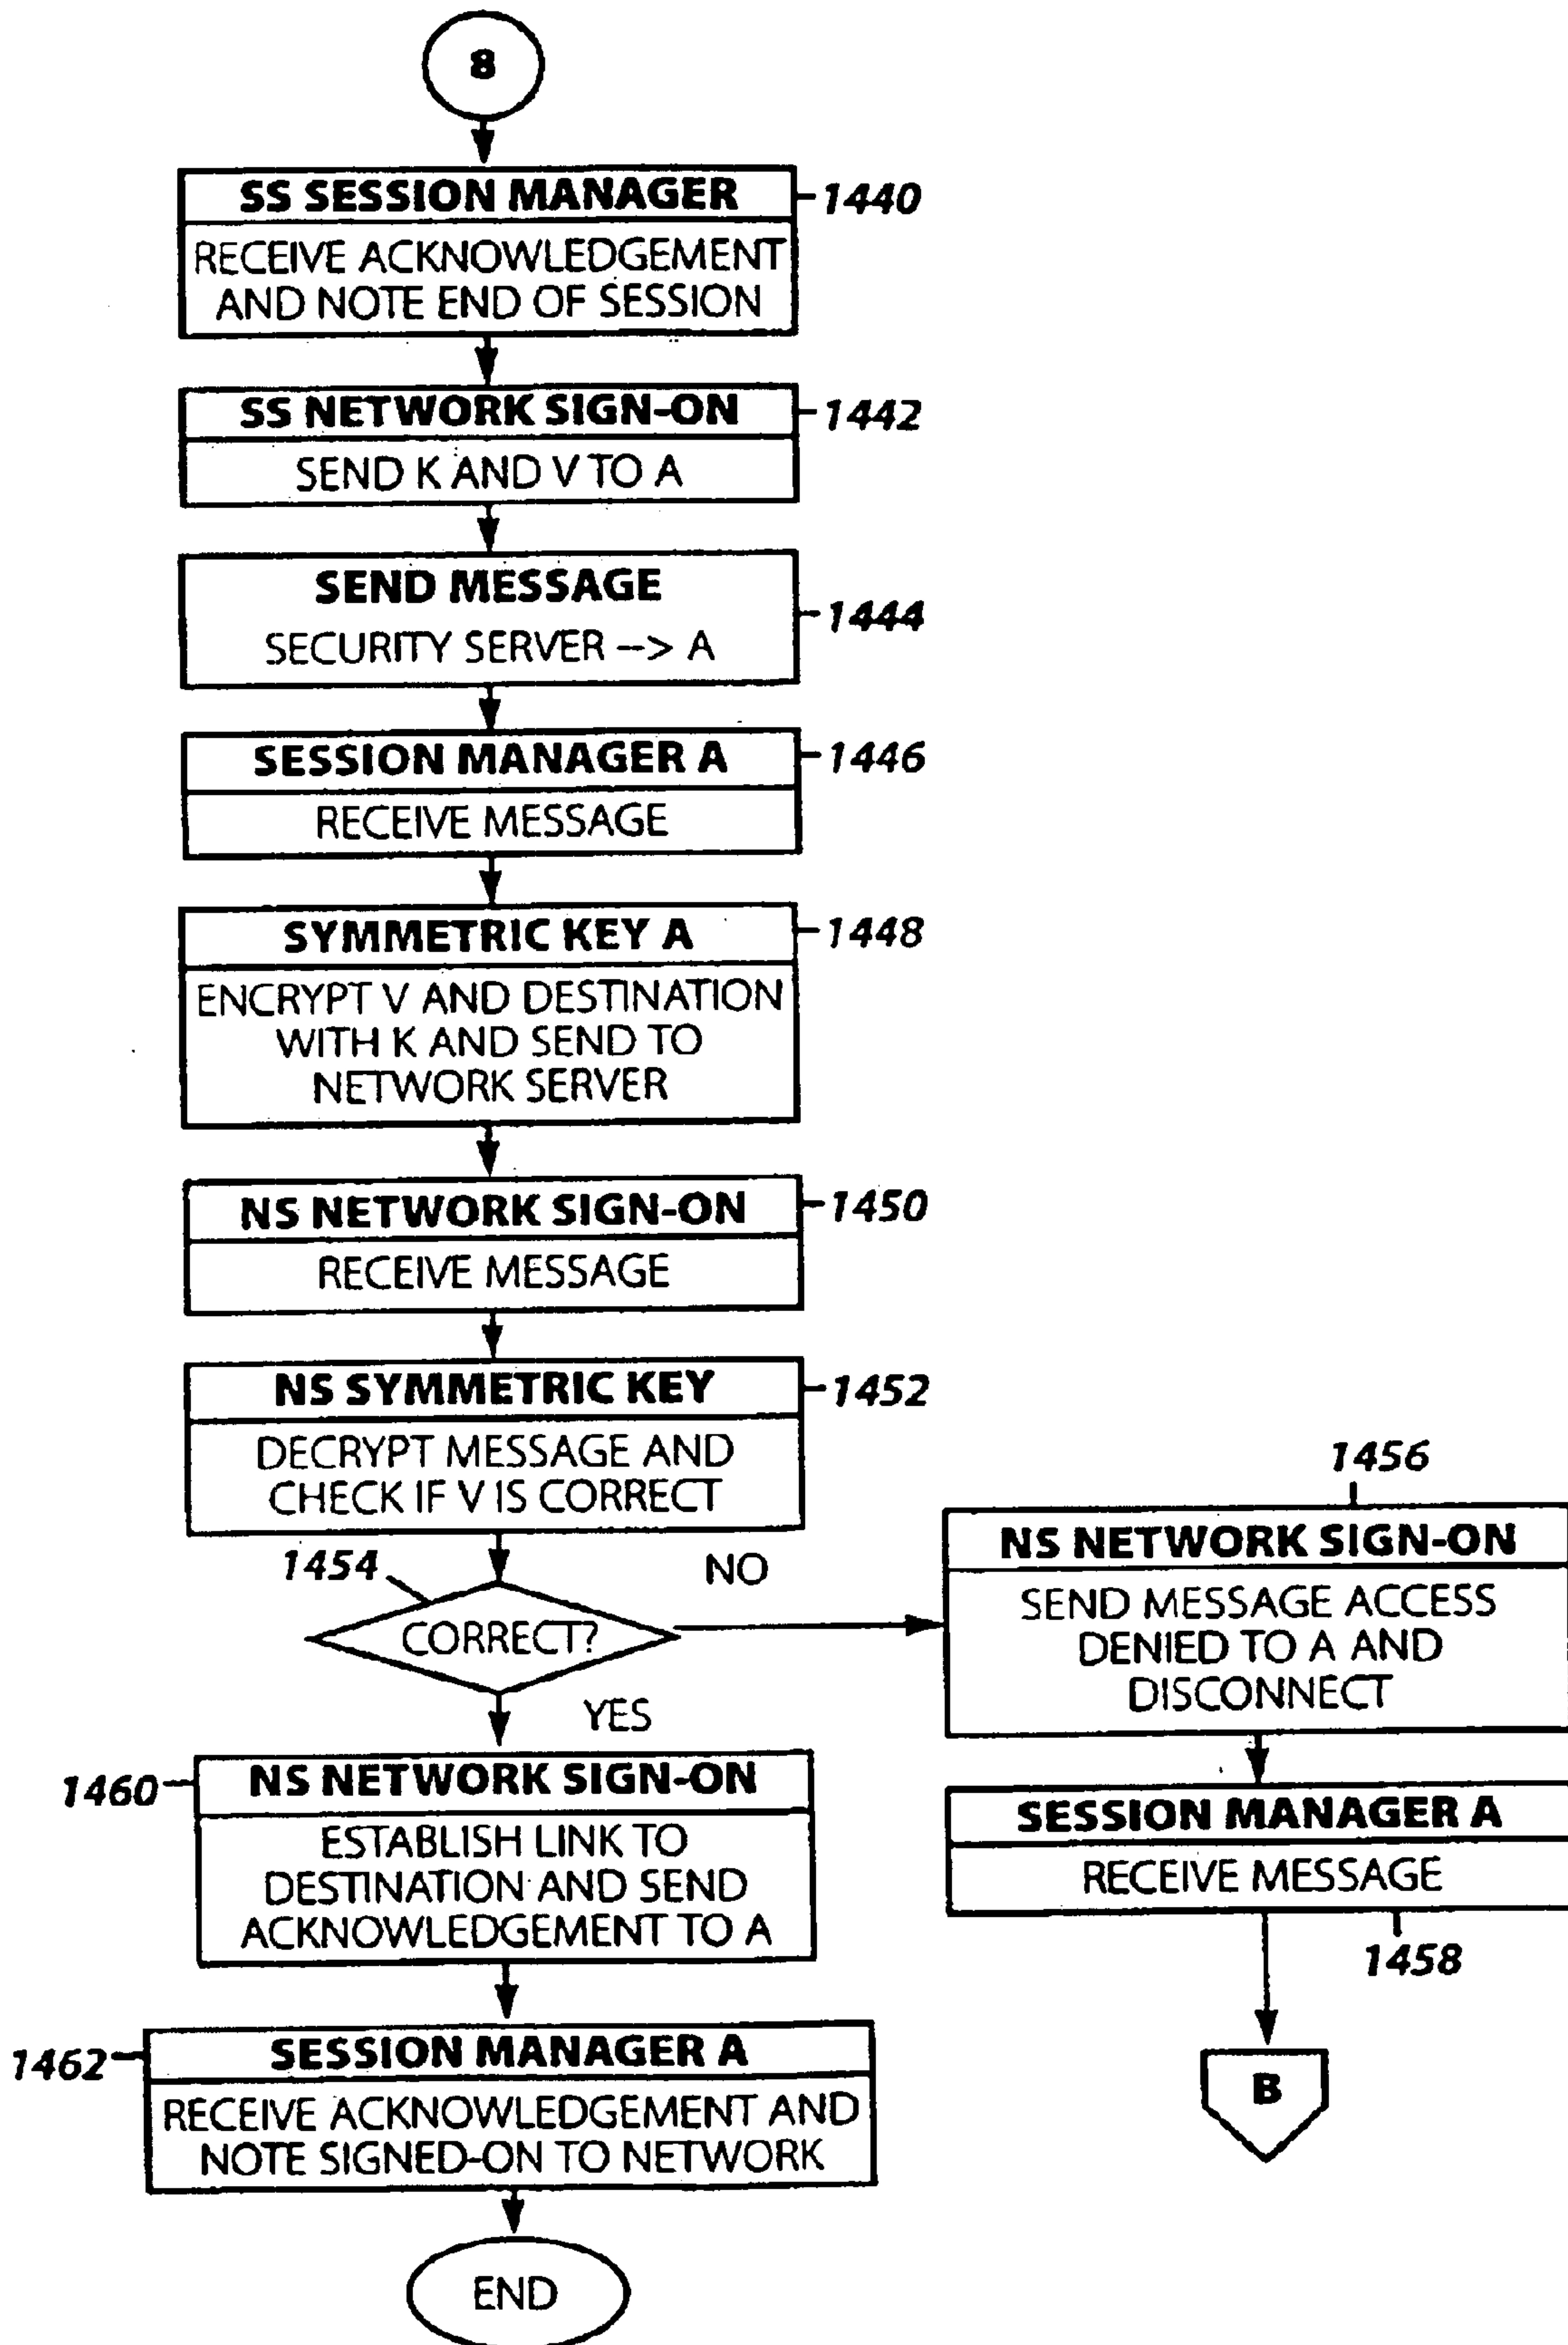 8
SS SESSION MANAGER
1440
RECEIVE ACKNOWLEDGEMENT
AND NOTE END OF SESSION
SS NETWORK SIGN-ON
1442
SEND K AND V TO A
SEND MESSAGE
1444
SECURITY SERVER --> A
SESSION MANAGER A
1446
RECEIVE MESSAGE
SYMMETRIC KEY A
1448
ENCRYPT V AND DESTINATION
WITH K AND SEND TO
NETWORK SERVER
NS NETWORK SIGN-ON
1450
RECEIVE MESSAGE
NS SYMMETRIC KEY
1452
DECRYPT MESSAGE AND
CHECK IF V IS CORRECT
1454
CORRECT?
NO
1456
NS NETWORK SIGN-ON
SEND MESSAGE ACCESS
DENIED TO A AND
DISCONNECT
SESSION MANAGER A
RECEIVE MESSAGE
1458
B
YES
1460
NS NETWORK SIGN-ON
ESTABLISH LINK TO
DESTINATION AND SEND
ACKNOWLEDGEMENT TO A
1462
SESSION MANAGER A
RECEIVE ACKNOWLEDGEMENT AND
NOTE SIGNED-ON TO NETWORK
END